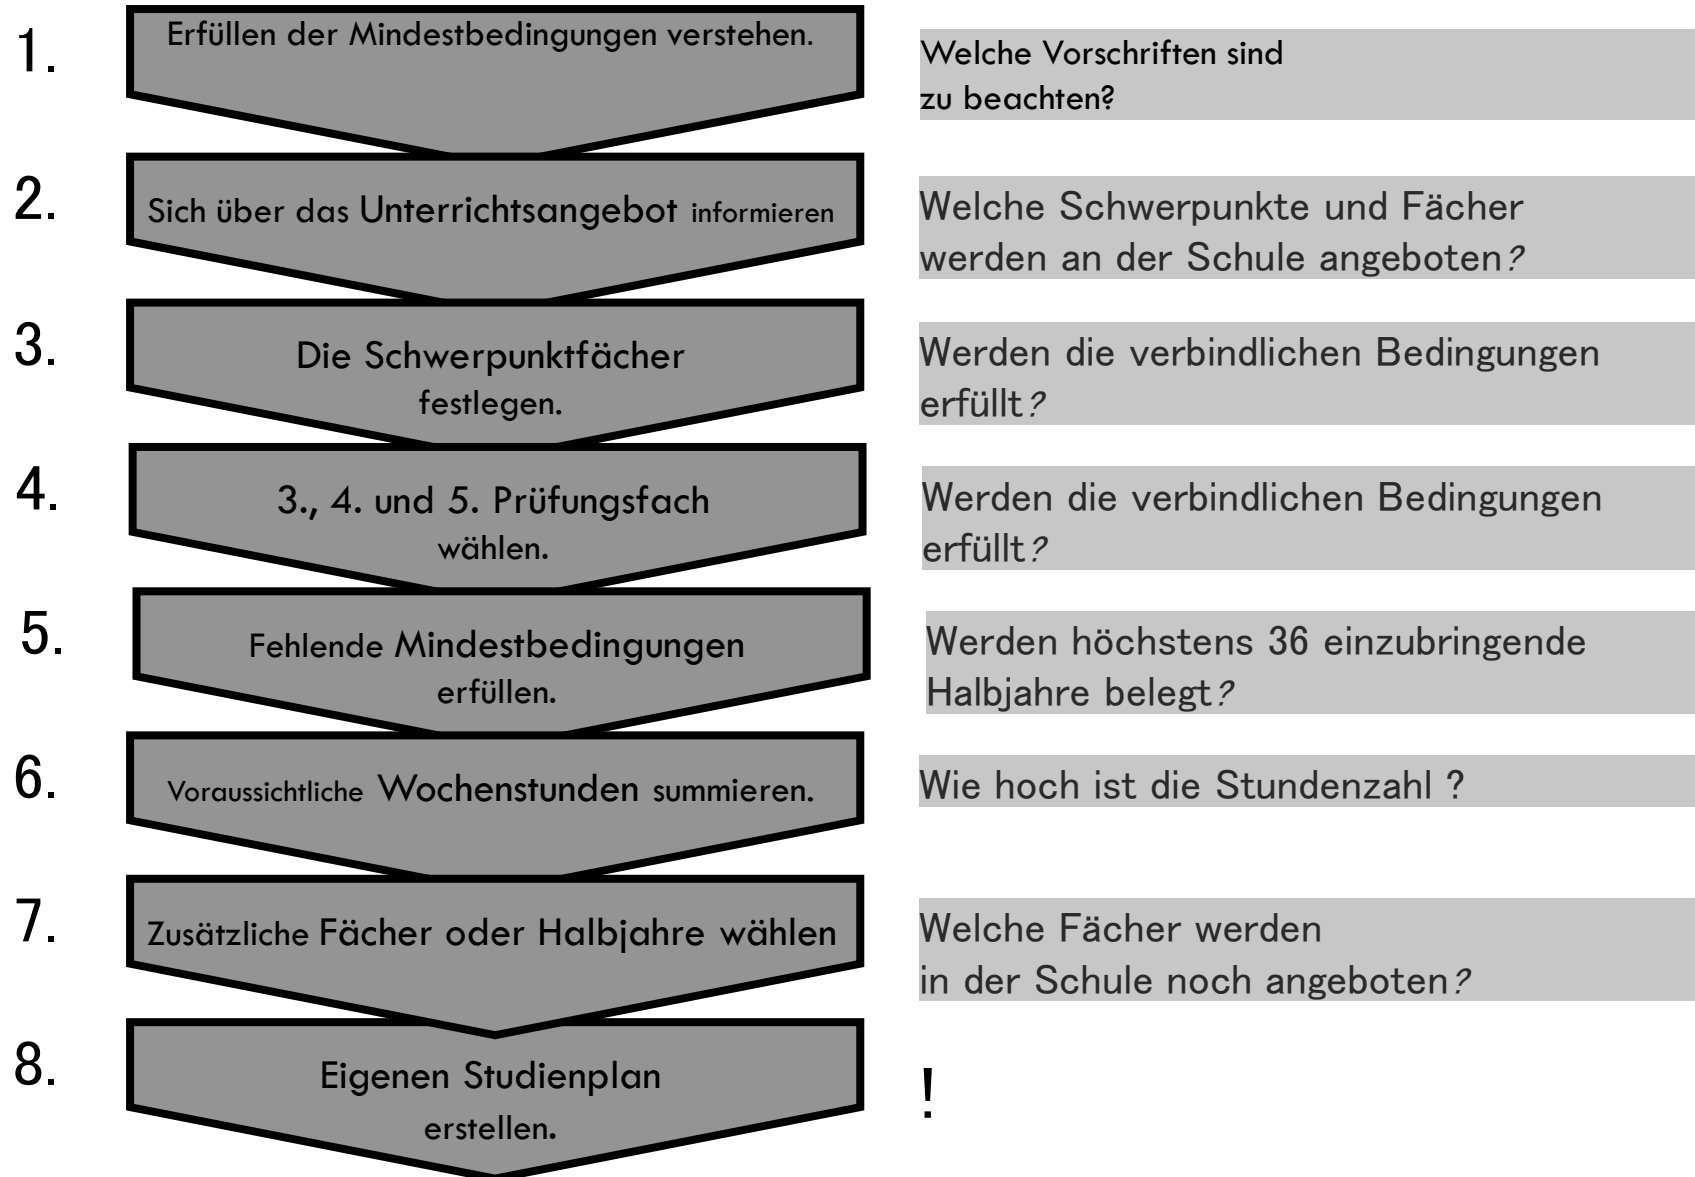 1.
Erfüllen der Mindestbedingungen verstehen.
Welche Vorschriften sind
zu beachten?
2.
Sich über das Unterrichtsangebot informieren
Welche Schwerpunkte und Fächer
werden an der Schule angeboten?
3.
Die Schwerpunktfächer
festlegen.
Werden die verbindlichen Bedingungen
erfüllt?
4.
3., 4. und 5. Prüfungsfach
wählen.
Werden die verbindlichen Bedingungen
erfüllt?
5.
Fehlende Mindestbedingungen
erfüllen.
Werden höchstens 36 einzubringende
Halbjahre belegt?
6.
Voraussichtliche Wochenstunden summieren.
Wie hoch ist die Stundenzahl ?
7.
Zusätzliche Fächer oder Halbjahre wählen
Welche Fächer werden
in der Schule noch angeboten?
8.
Eigenen Studienplan
erstellen.
!